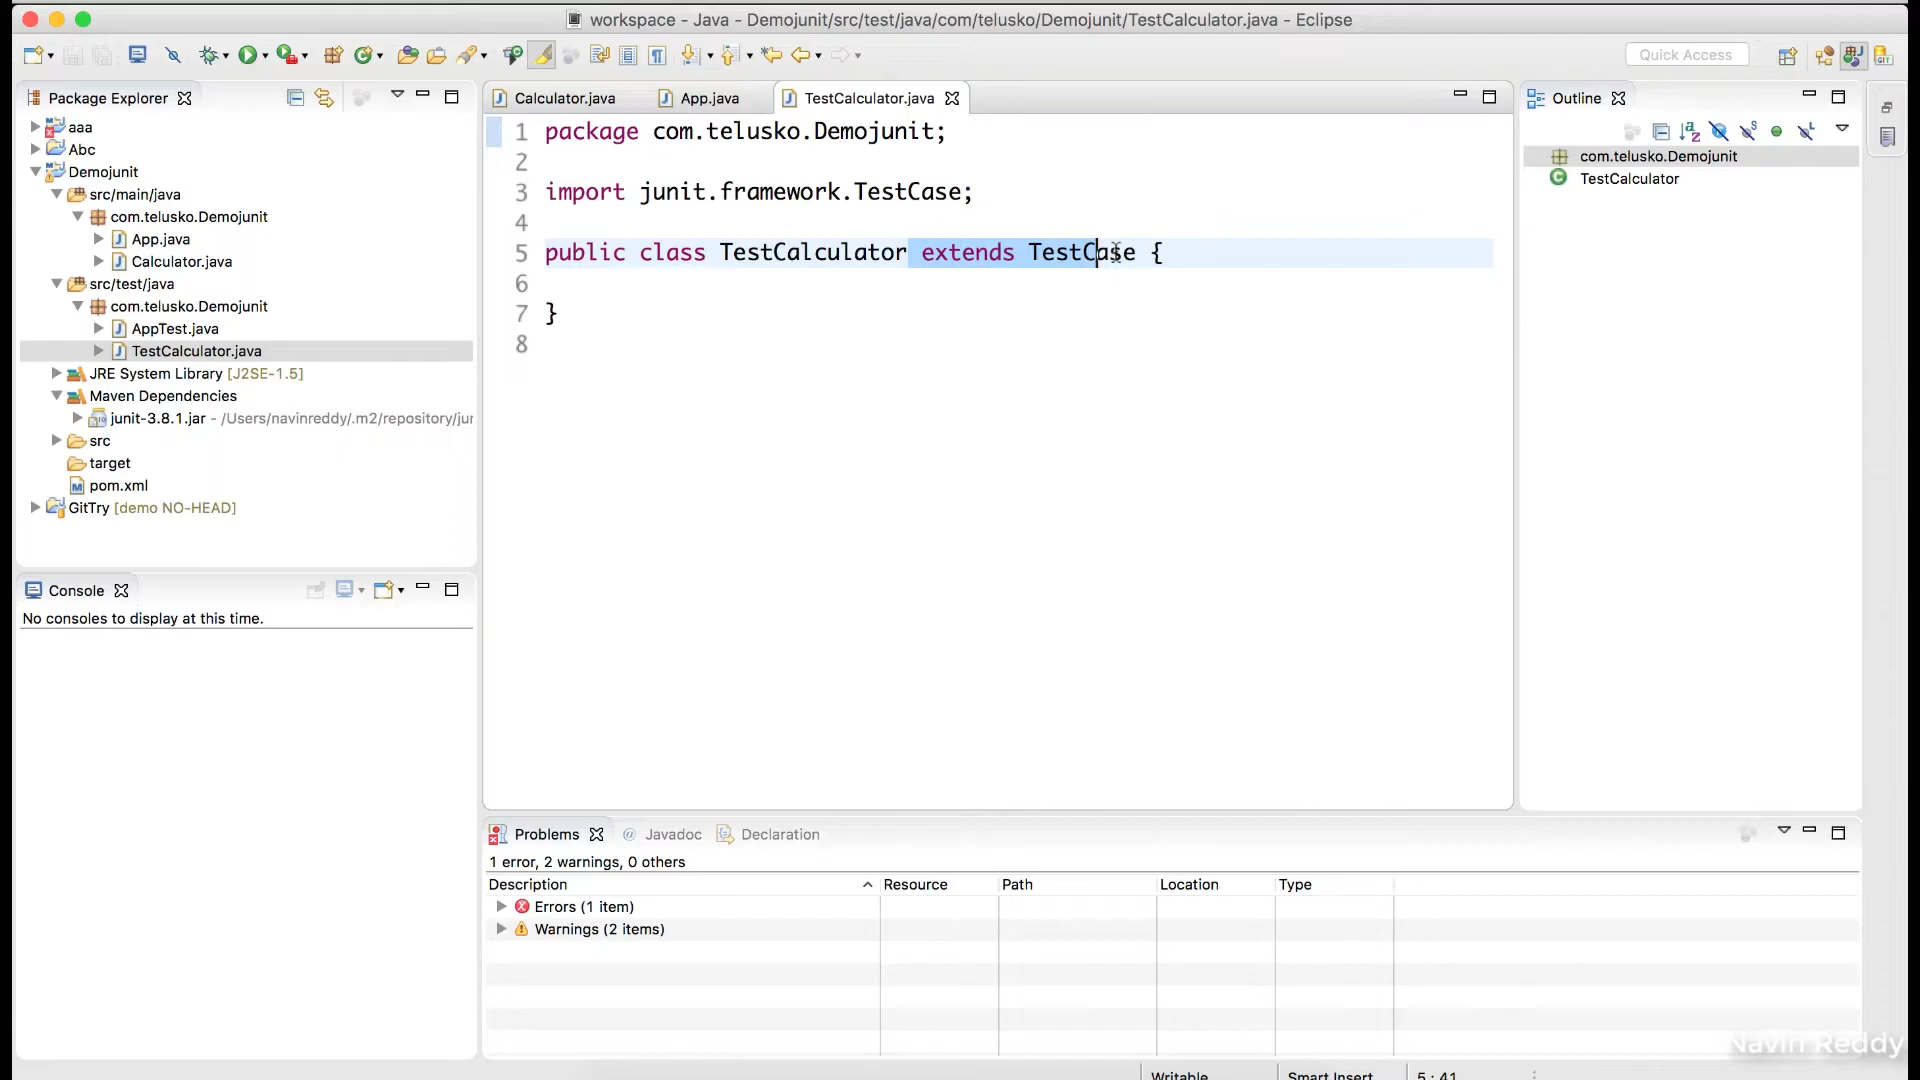 workspace - Java - Demojunit/src/test/java/com/telusko/Demojunit/TestCalculator.java - Eclipse
Quick Access
Package Explorer
aaa
Abc
Demojunit
src/main/java
com.telusko.Demojunit
App.java
Calculator.java
src/test/java
com.telusko.Demojunit
AppTest.java
TestCalculator.java
JRE System Library [J2SE-1.5]
Maven Dependencies
junit-3.8.1.jar - /Users/navinreddy/.m2/repository/jun
src
target
pom.xml
GitTry [demo NO-HEAD]
Console
No consoles to display at this time.
Calculator.java App.java TestCalculator.java
1 package com.telusko.Demojunit;
2
3 import junit.framework.TestCase;
4
5 public class TestCalculator extends TestCase {
6
7 }
8
Outline
com.telusko.Demojunit
TestCalculator
Problems @ Javadoc Declaration
1 error, 2 warnings, 0 others
Description Resource Path Location Type
Errors (1 item)
Warnings (2 items)
Navin Reddy
Writable Smart Insert 5 : 41